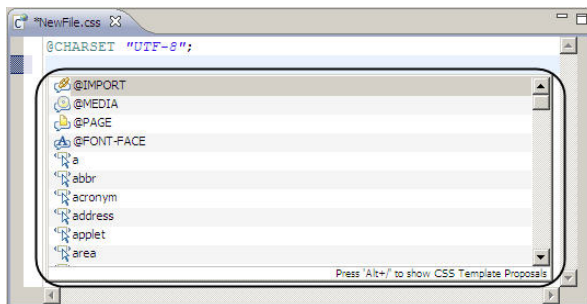 *NewFile.css
@CHARSET "UTF-8";
@IMPORT
@MEDIA
@PAGE
@FONT-FACE
a
abbr
acronym
address
applet
area
Press 'Alt+/' to show CSS Template Proposals